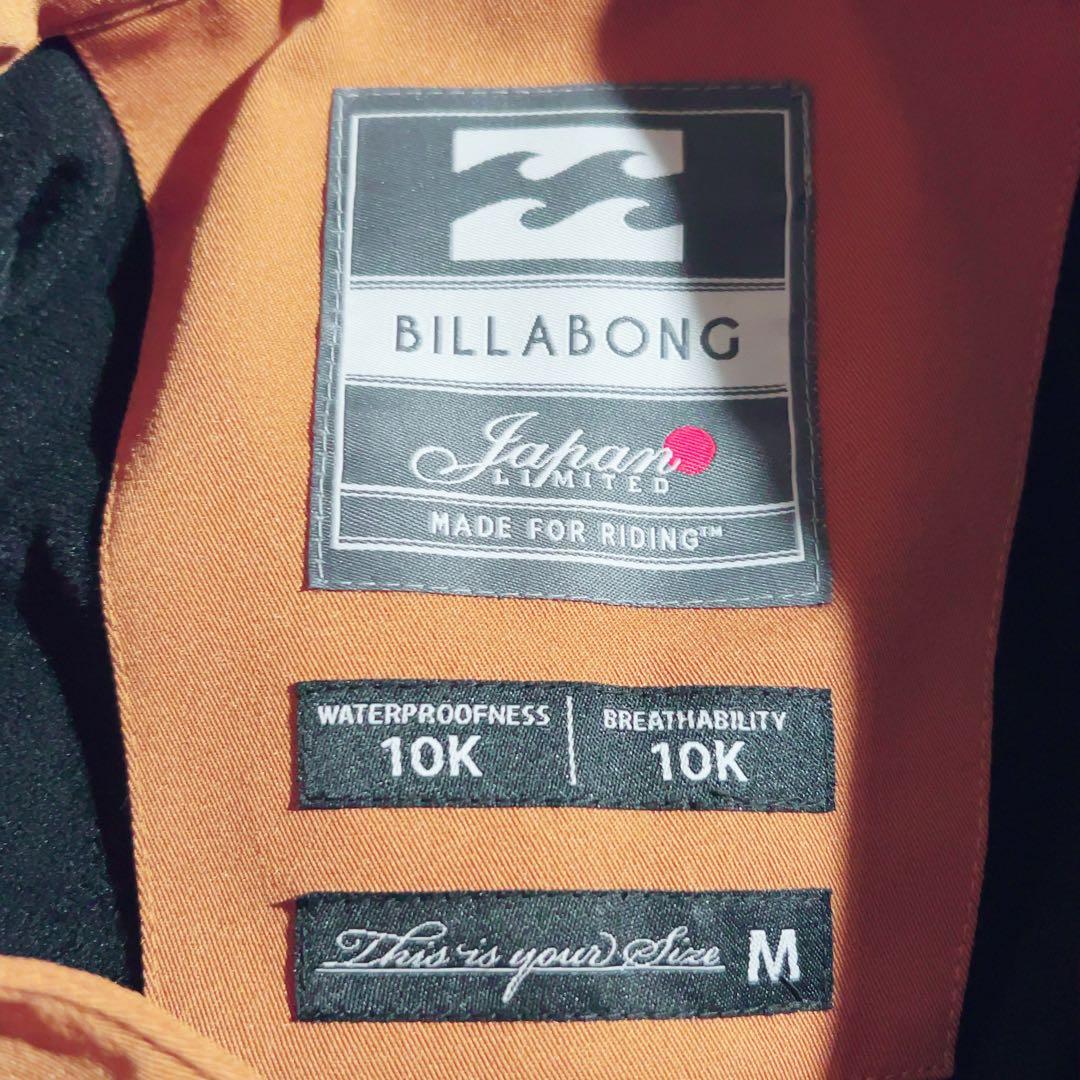 BILLABONG
Japan
LIMITED
MADE FOR RIDING™
WATERPROOFNESS
10K
BREATHABILITY
10K
This is your Size M